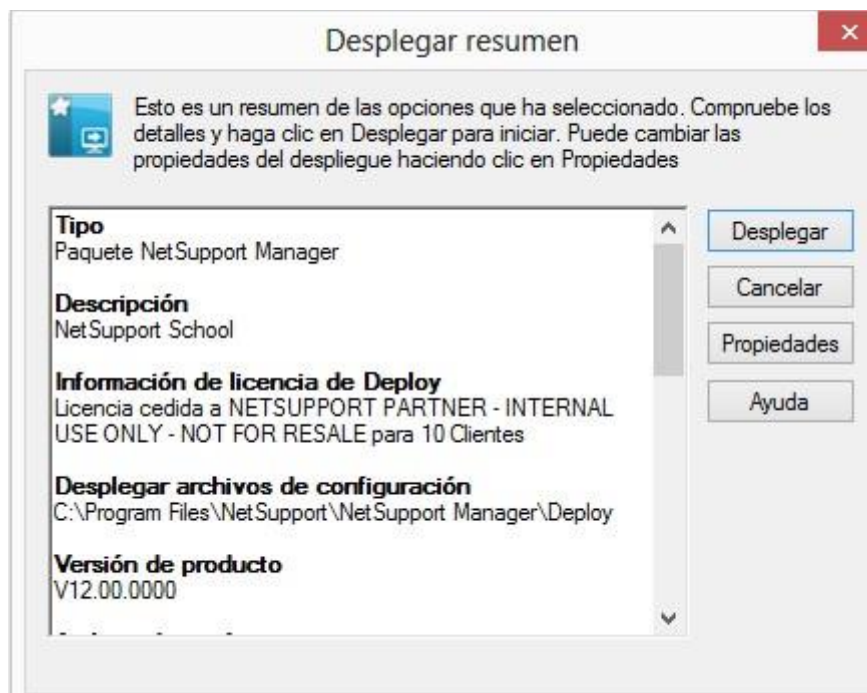 Desplegar resumen
Esto es un resumen de las opciones que ha seleccionado. Compruebe los
detalles y haga clic en Desplegar para iniciar. Puede cambiar las
propiedades del despliegue haciendo clic en Propiedades
Tipo
Paquete NetSupport Manager
Descripción
NetSupport School
Información de licencia de Deploy
Licencia cedida a NETSUPPORT PARTNER - INTERNAL
USE ONLY - NOT FOR RESALE para 10 Clientes
Desplegar archivos de configuración
C:\Program Files\NetSupport\NetSupport Manager\Deploy
Versión de producto
V12.00.0000
Desplegar
Cancelar
Propiedades
Ayuda